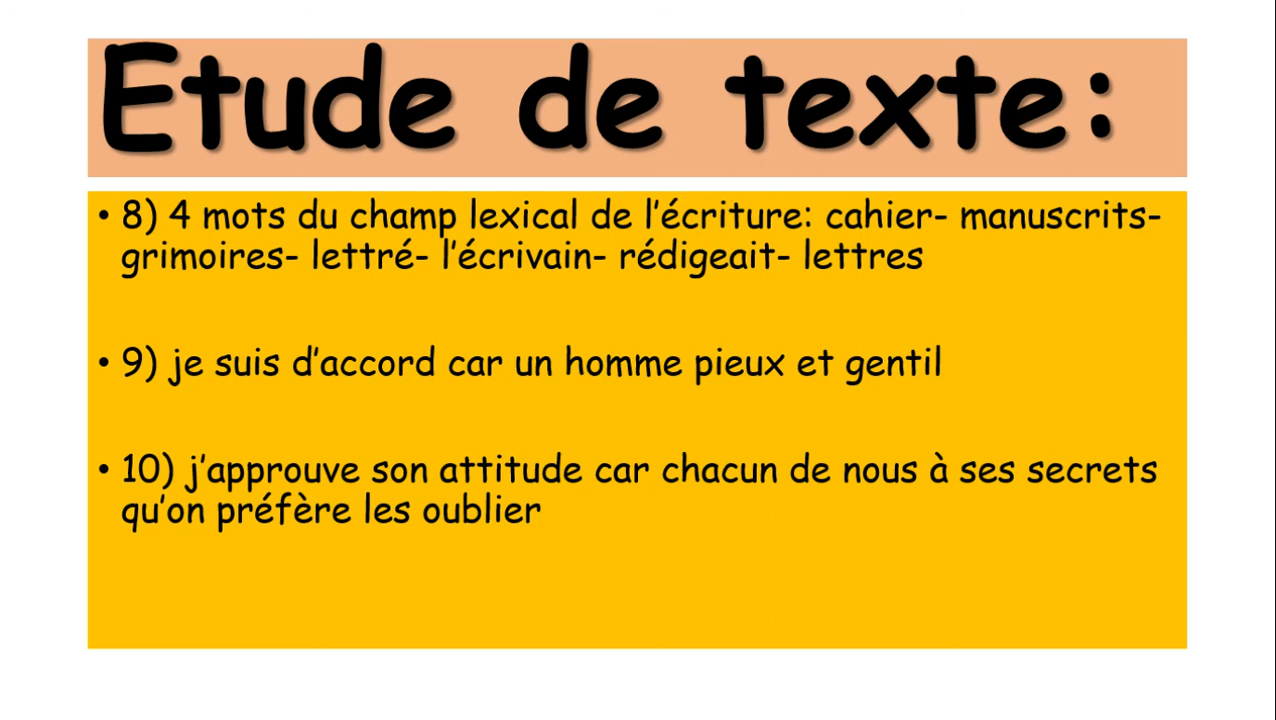 Etude de texte:
• 8) 4 mots du champ lexical de l’écriture: cahier- manuscrits-
grimoires- lettré- l’écrivain- rédigeait- lettres
• 9) je suis d’accord car un homme pieux et gentil
• 10) j’approuve son attitude car chacun de nous à ses secrets
qu’on préfère les oublier